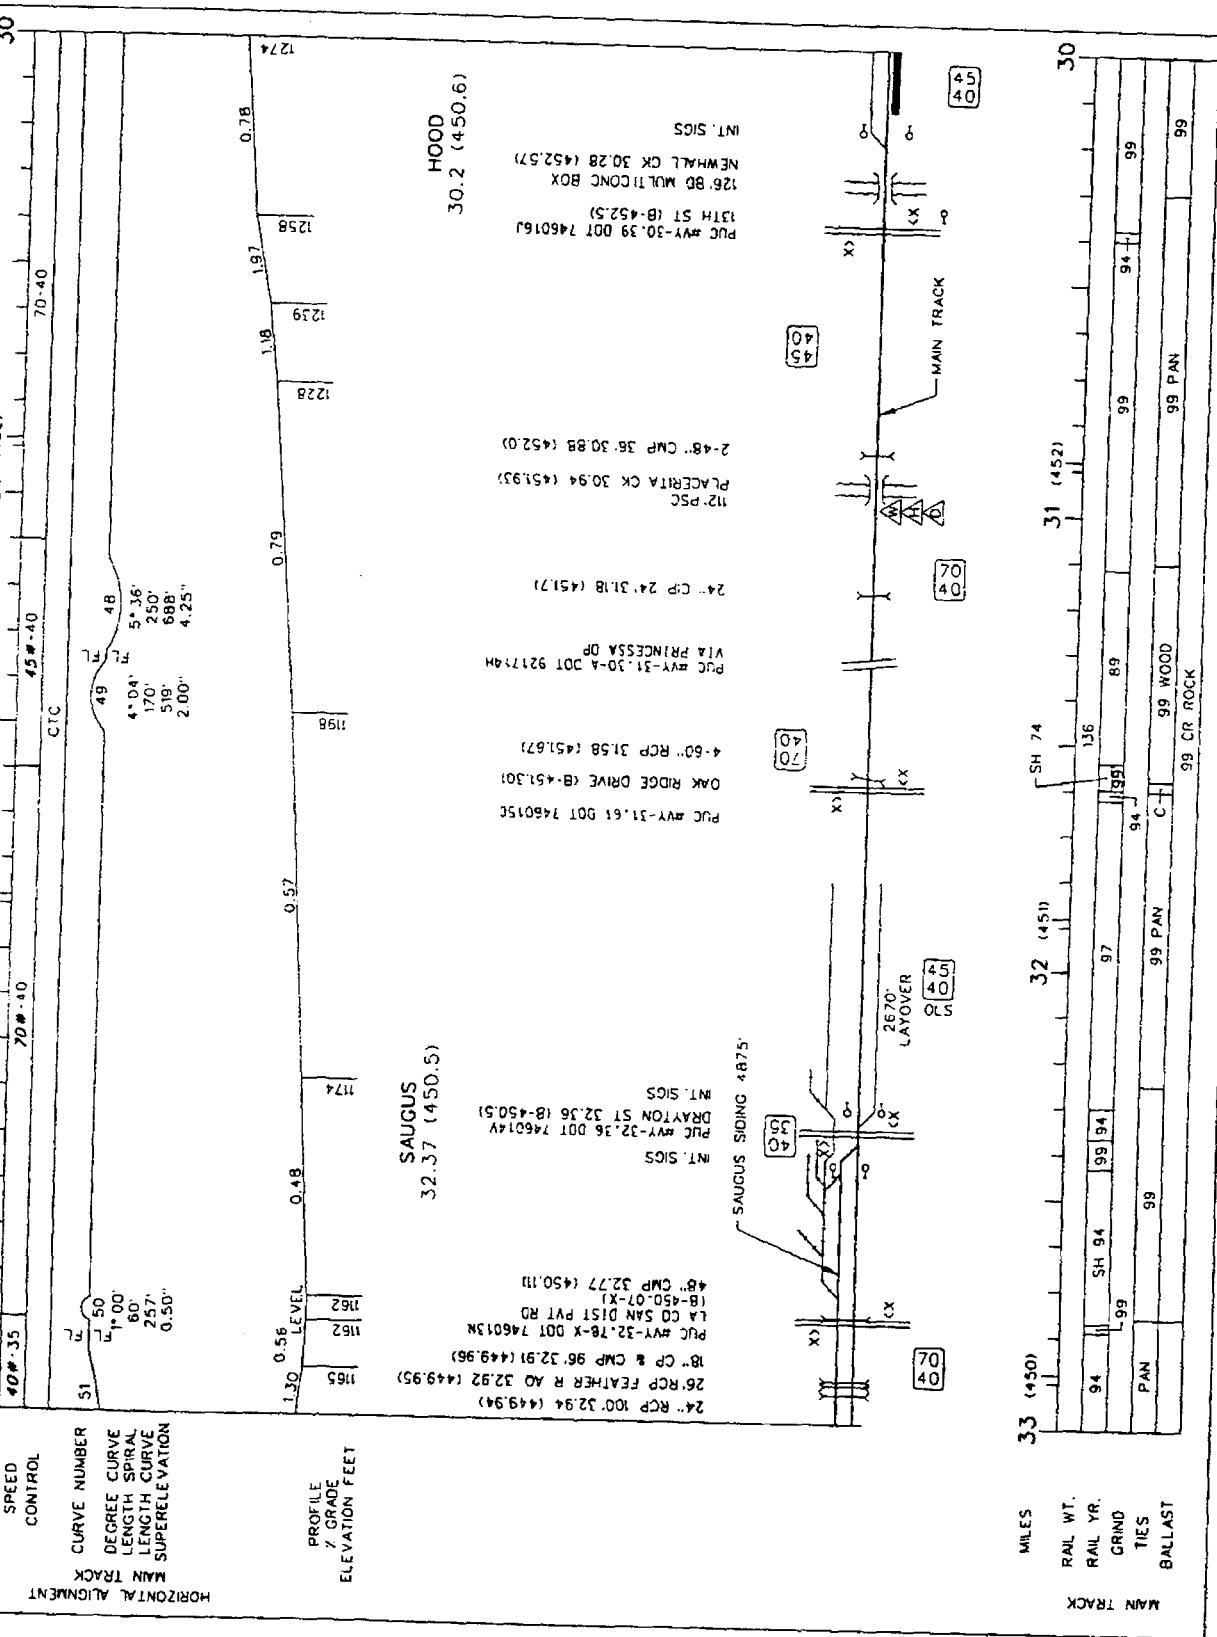 SPEED
40#-35
70#-40
45#-40
70-40
30
CONTROL
CTC
HORIZONTAL ALIGNMENT
MAIN TRACK
CURVE NUMBER
DEGREE CURVE
LENGTH SPIRAL
LENGTH CURVE
SUPERELEVATION
51
FL
FL
50
1° 00'
60'
257'
0.50"
49
4° 04'
170'
519'
2.00"
FL
FL
48
5° 36'
250'
688'
4.25"
PROFILE
% GRADE
ELEVATION FEET
1.30
0.56
LEVEL
0.48
0.57
0.79
1.18
1.97
0.78
1165
1162
1162
1174
1198
1228
1239
1258
1274
SAUGUS
32.37 (450.5)
HOOD
30.2 (450.6)
24" RCP 100' 32.94 (449.94)
26' RCP FEATHER R AQ 32.92 (449.95)
18" CP & CMP 96' 32.91 (449.96)
PUC #VY-32.78-X DOT 746013N
LA CO SAN DIST PVT RD
(B-450.07-X)
48" CMP 32.77 (450.11)
INT. SIGS
PUC #VY-32.36 DOT 746014V
DRAYTON ST 32.36 (B-450.5)
INT. SIGS
PUC #VY-31.61 DOT 746015C
OAK RIDGE DRIVE (B-451.30)
4-60" RCP 31.58 (451.67)
PUC #VY-31.30-A DOT 921714H
VIA PRINCESSA OP
24" CIP 24' 31.18 (451.7)
112' PSC
PLACERITA CK 30.94 (451.93)
2-48" CMP 36' 30.88 (452.0)
PUC #VY-30.39 DOT 746016J
13TH ST (B-452.5)
126' BD MULTI CONC BOX
NEWHALL CK 30.28 (452.57)
INT. SIGS
SAUGUS SIDING 4875'
MAIN TRACK
2670'
LAYOVER
STO
70
40
40
35
45
40
70
40
70
40
45
40
45
40
W
H
D
X
X
X
X
X
X
X
X
MILES
33 (450)
32 (451)
31 (452)
30
MAIN TRACK
RAIL WT.
136
RAIL YR.
94
SH 94
99
94
97
99
SH 74
89
99
94
99
GRIND
99
94
TIES
PAN
99
99 PAN
C
99 WOOD
99 PAN
99
BALLAST
99 CR ROCK